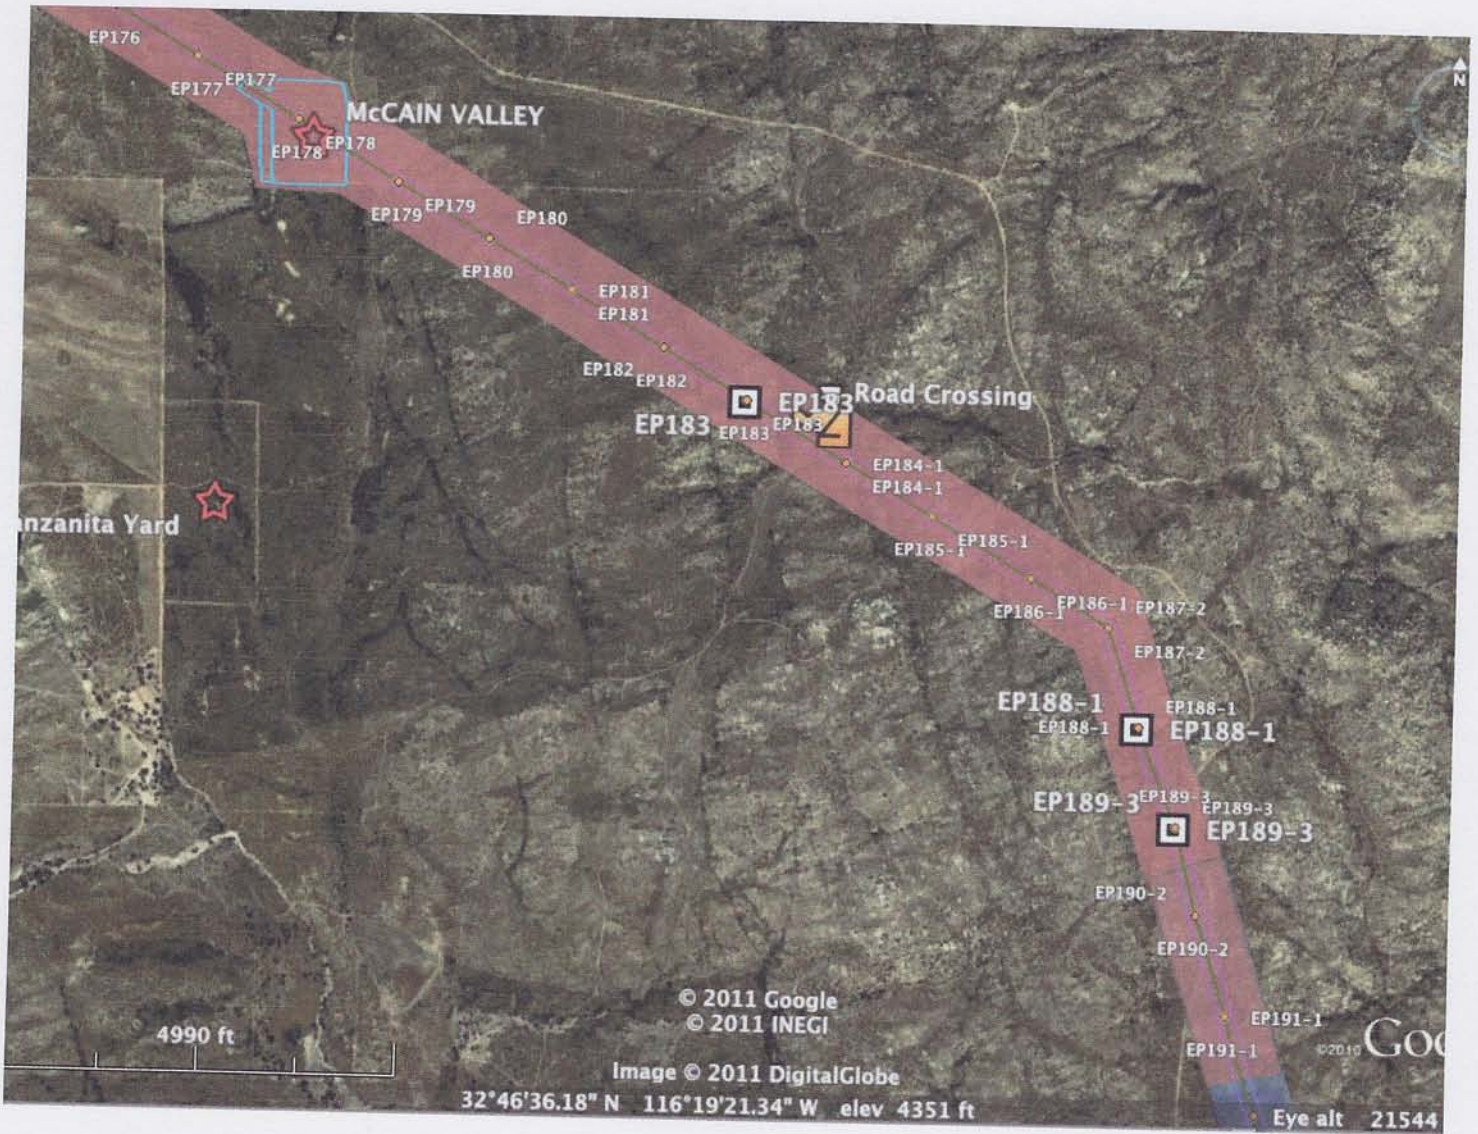 EP176
N
EP177
EP177
McCAIN VALLEY
EP178
EP178
EP179
EP179
EP180
EP180
EP181
EP181
EP182
EP182
Road Crossing
EP183
EP183
EP183
EP183
EP184-1
EP184-1
anzanita Yard
EP185-1
EP185-1
EP186-1
EP186-1
EP187-2
EP187-2
EP188-1
EP188-1
EP188-1
EP188-1
EP189-3
EP189-3
EP189-3
EP189-3
EP190-2
EP190-2
© 2011 Google
© 2011 INEGI
EP191-1
EP191-1
©2010 Goo
4990 ft
Image © 2011 DigitalGlobe
32°46'36.18" N 116°19'21.34" W elev 4351 ft
Eye alt 21544